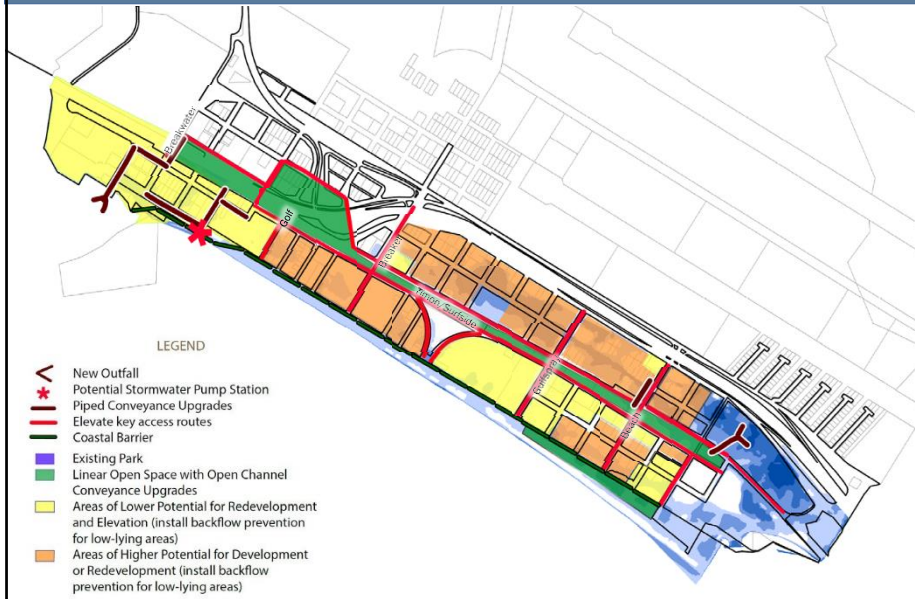 Breakwater
Golf
Breaker
Timon/Surfside
Gulfspray
Beach
LEGEND
New Outfall
Potential Stormwater Pump Station
Piped Conveyance Upgrades
Elevate key access routes
Coastal Barrier
Existing Park
Linear Open Space with Open Channel
Conveyance Upgrades
Areas of Lower Potential for Redevelopment
and Elevation (install backflow prevention
for low-lying areas)
Areas of Higher Potential for Development
or Redevelopment (install backflow
prevention for low-lying areas)